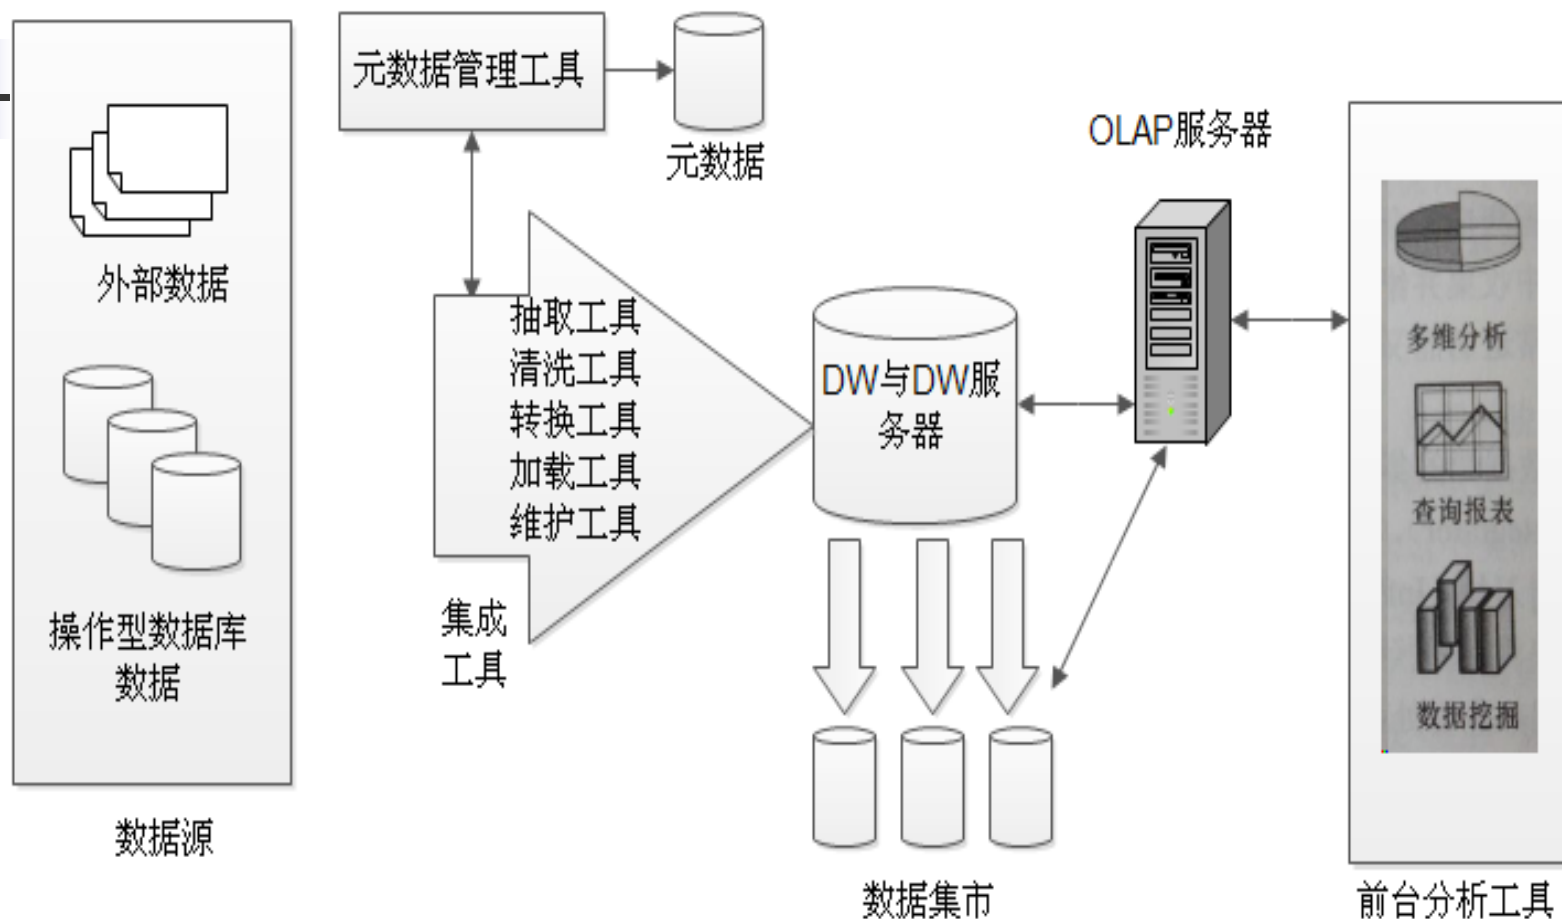 元数据管理工具
元数据
OLAP服务器
外部数据
操作型数据库
数据
数据源
抽取工具
清洗工具
转换工具
加载工具
维护工具
集成
工具
DW与DW服
务器
数据集市
多维分析
查询报表
数据挖掘
前台分析工具